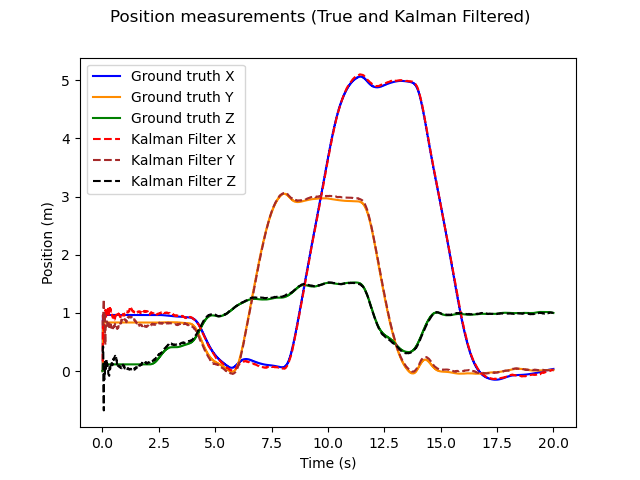 Position measurements (True and Kalman Filtered)
Ground truth X
Ground truth Y
Ground truth Z
Kalman Filter X
Kalman Filter Y
Kalman Filter Z
Position (m)
5
4
3
2
1
0
0.0 2.5 5.0 7.5 10.0 12.5 15.0 17.5 20.0
Time (s)